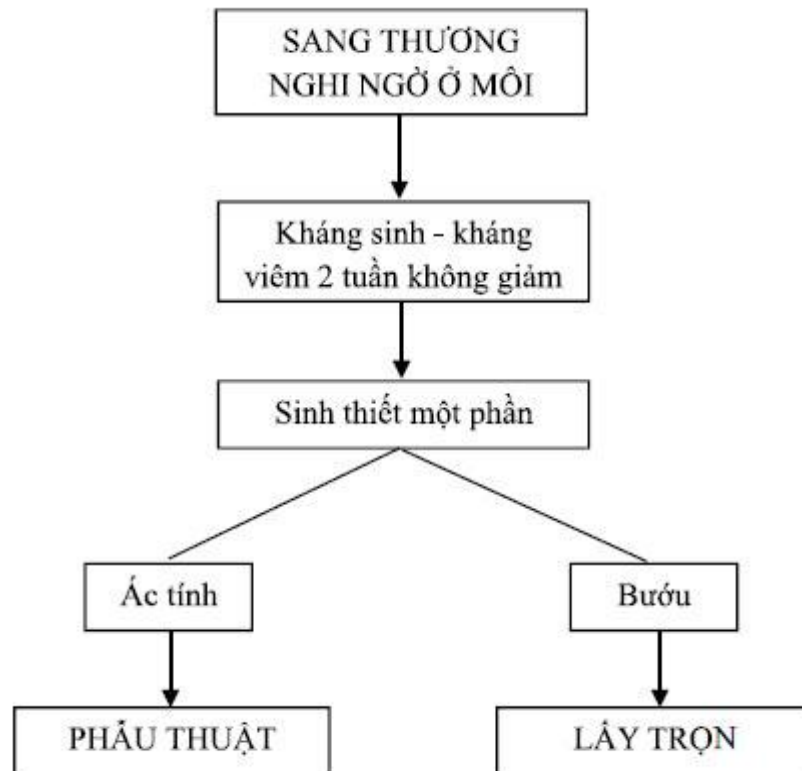 SANG THƯƠNG
NGHI NGỜ Ở MÔI
Kháng sinh - kháng
viêm 2 tuần không giảm
Sinh thiết một phần
Ác tính
Bướu
PHẪU THUẬT
LẤY TRỌN